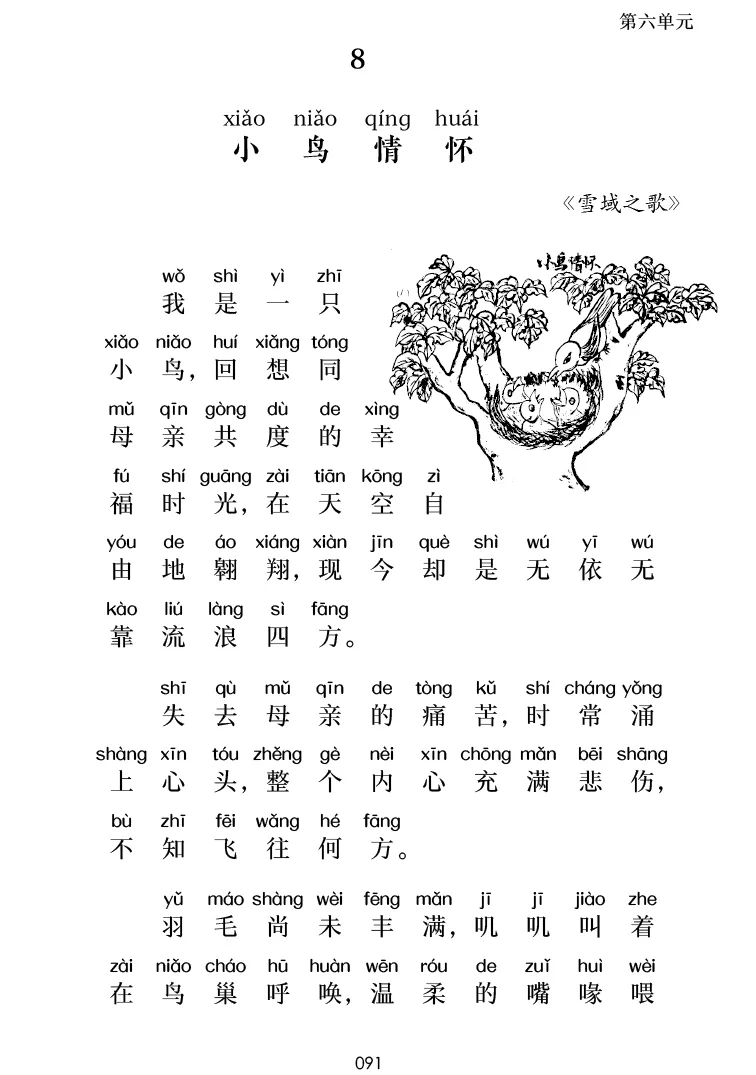 第六单元
8
xiǎo niǎo qíng huái
小鸟情怀
《雪域之歌》
小鸟情怀
wǒ shì yì zhī
我是一只
xiǎo niǎo huí xiǎng tóng
小鸟,回想同
mǔ qīn gòng dù de xìng
母亲共度的幸
fú shí guāng zài tiān kōng zì
福时光,在天空自
yóu de áo xiáng xiàn jīn què shì wú yī wú
由地翱翔,现今却是无依无
kào liú làng sì fāng
靠流浪四方。
shī qù mǔ qīn de tòng kǔ shí cháng yǒng
失去母亲的痛苦,时常涌
shàng xīn tóu zhěng gè nèi xīn chōng mǎn bēi shāng
上心头,整个内心充满悲伤,
bù zhī fēi wǎng hé fāng
不知飞往何方。
yǔ máo shàng wèi fēng mǎn jī jī jiào zhe
羽毛尚未丰满,叽叽叫着
zài niǎo cháo hū huàn wēn róu de zuǐ huì wèi
在鸟巢呼唤,温柔的嘴喙喂
091